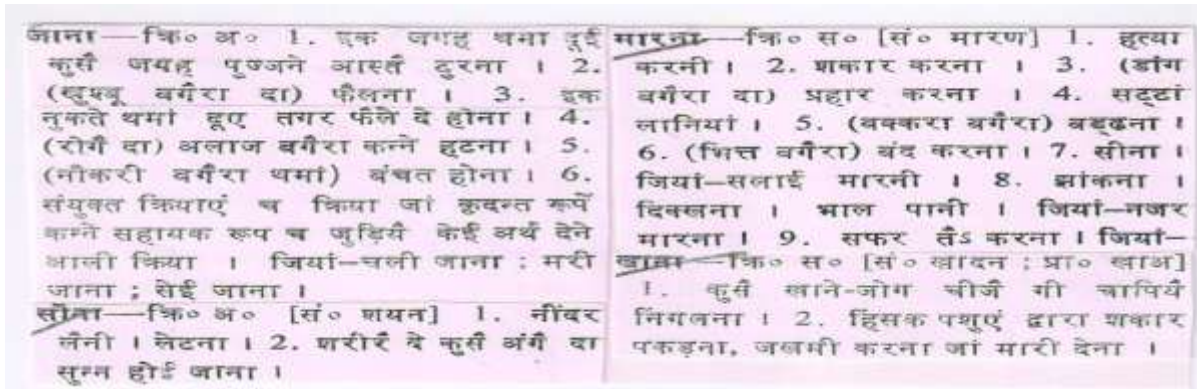 जाना—क्रि० अ० 1. इक जगह थमां दूई
कुसै जगह पुज्जने आस्तै टुरना । 2.
(खुश्बू बगैरा दा) फैलना । 3. इक
नुकते थमां दूए तगर फैले दे होना । 4.
(रोगै दा) अलाज बगैरा कन्ने हटना । 5.
(नौकरी बगैरा थमां) बंचत होना । 6.
संयुक्त क्रियाएं च क्रिया जां कृदन्त रूपें
कन्ने सहायक रूप च जुड़ियै केईं अर्थ देने
आली क्रिया । जियां—चली जाना ; मरी
जाना ; सेई जाना ।
सौना—क्रि० अ० [सं० शयन] 1. नींदर
लैनी । लेटना । 2. शरीरै दे कुसै अंगै दा
सुन्न होई जाना ।
मारना—क्रि० स० [सं० मारण] 1. हत्या
करनी । 2. शकार करना । 3. (डांग
बगैरा दा) प्रहार करना । 4. सट्टां
लानियां । 5. (बक्करा बगैरा) बड्ढना ।
6. (भित्त बगैरा) बंद करना । 7. सीना ।
जियां—सलाई मारनी । 8. झांकना ।
दिक्खना । भाल पानी । जियां—नजर
मारना । 9. सफर तैऽ करना । जियां—
खाना—क्रि० स० [सं० खादन ; प्रा० खाअ]
1. कुसै खाने-जोग चीजै गी चापियै
निगलना । 2. हिंसक पशुएं द्वारा शकार
पकड़ना, जखमी करना जां मारी देना ।